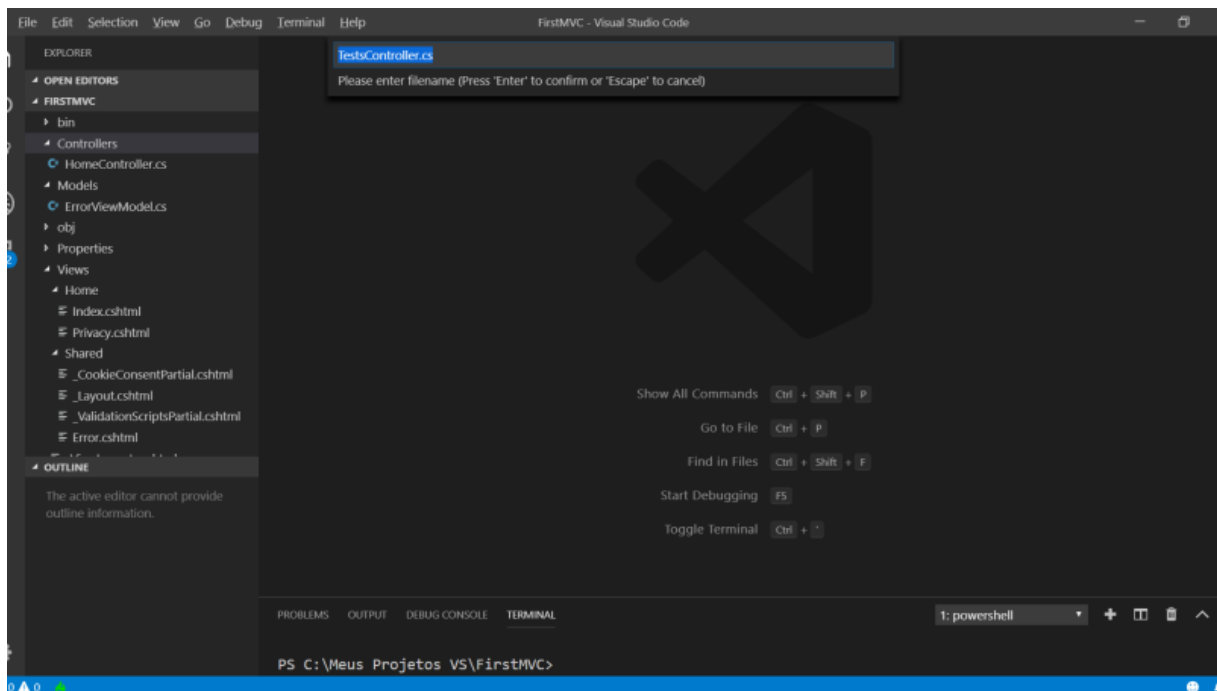 File Edit Selection View Go Debug Terminal Help FirstMVC - Visual Studio Code
EXPLORER
TestsController.cs
Please enter filename (Press 'Enter' to confirm or 'Escape' to cancel)
OPEN EDITORS
FIRSTMVC
bin
Controllers
HomeController.cs
Models
ErrorViewModel.cs
obj
Properties
Views
Home
Index.cshtml
Privacy.cshtml
Shared
_CookieConsentPartial.cshtml
_Layout.cshtml
_ValidationScriptsPartial.cshtml
Error.cshtml
OUTLINE
The active editor cannot provide
outline information.
Show All Commands Ctrl + Shift + P
Go to File Ctrl + P
Find in Files Ctrl + Shift + F
Start Debugging F5
Toggle Terminal Ctrl + '
PROBLEMS OUTPUT DEBUG CONSOLE TERMINAL 1: powershell
PS C:\Meus Projetos VS\FirstMVC>
2
0 0